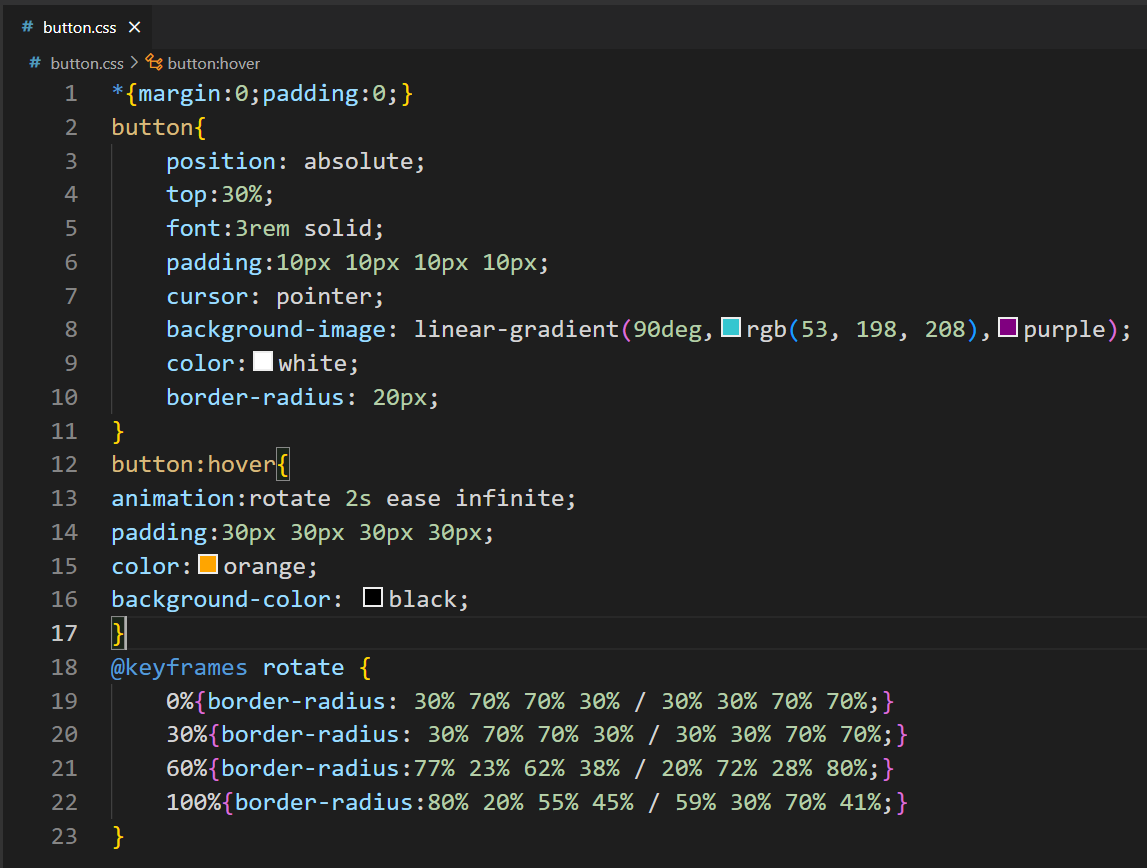 # button.css ×
# button.css > button:hover
1 *{margin:0;padding:0;}
2 button{
3     position: absolute;
4     top:30%;
5     font:3rem solid;
6     padding:10px 10px 10px 10px;
7     cursor: pointer;
8     background-image: linear-gradient(90deg,rgb(53, 198, 208),purple);
9     color:white;
10     border-radius: 20px;
11 }
12 button:hover{
13 animation:rotate 2s ease infinite;
14 padding:30px 30px 30px 30px;
15 color:orange;
16 background-color: black;
17 }
18 @keyframes rotate {
19     0%{border-radius: 30% 70% 70% 30% / 30% 30% 70% 70%;}
20     30%{border-radius: 30% 70% 70% 30% / 30% 30% 70% 70%;}
21     60%{border-radius:77% 23% 62% 38% / 20% 72% 28% 80%;}
22     100%{border-radius:80% 20% 55% 45% / 59% 30% 70% 41%;}
23 }